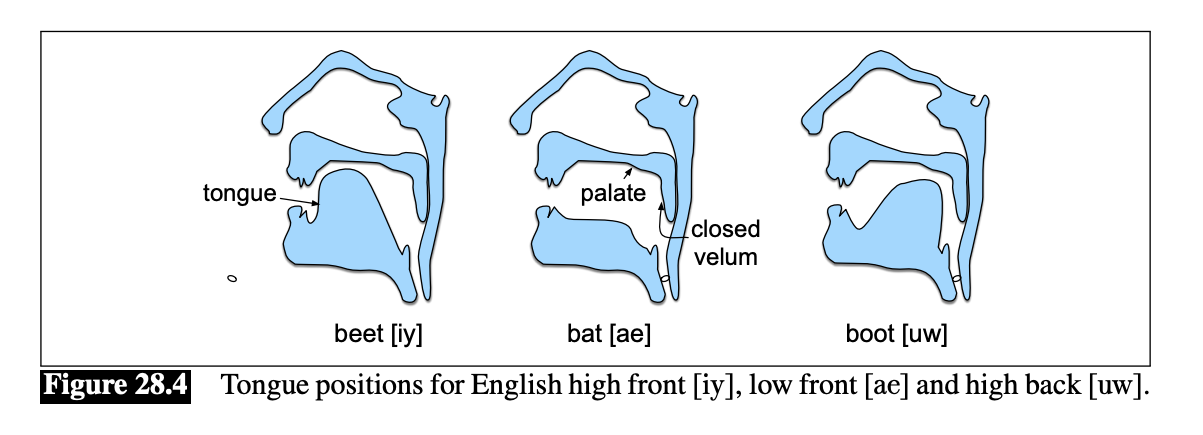 tongue
palate
closed
velum
beet [iy]
bat [ae]
boot [uw]
Figure 28.4 Tongue positions for English high front [iy], low front [ae] and high back [uw].